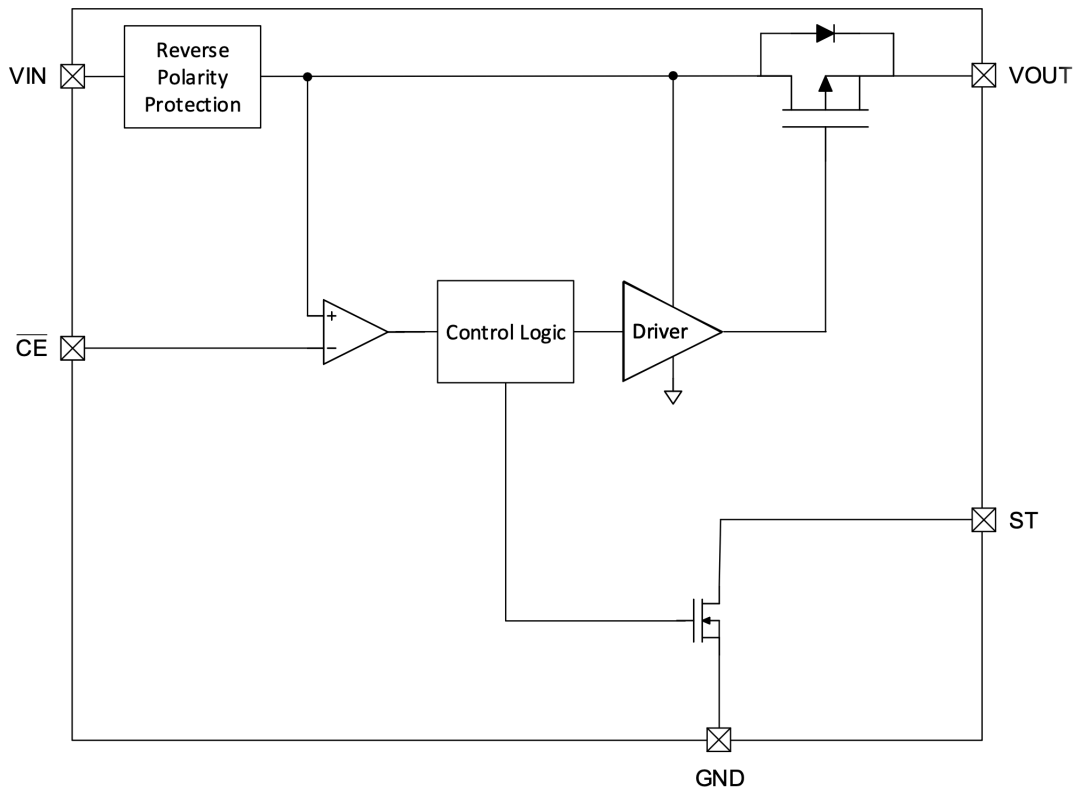 Reverse
Polarity
Protection
VIN
VOUT
+
−
CE
Control Logic
Driver
ST
GND